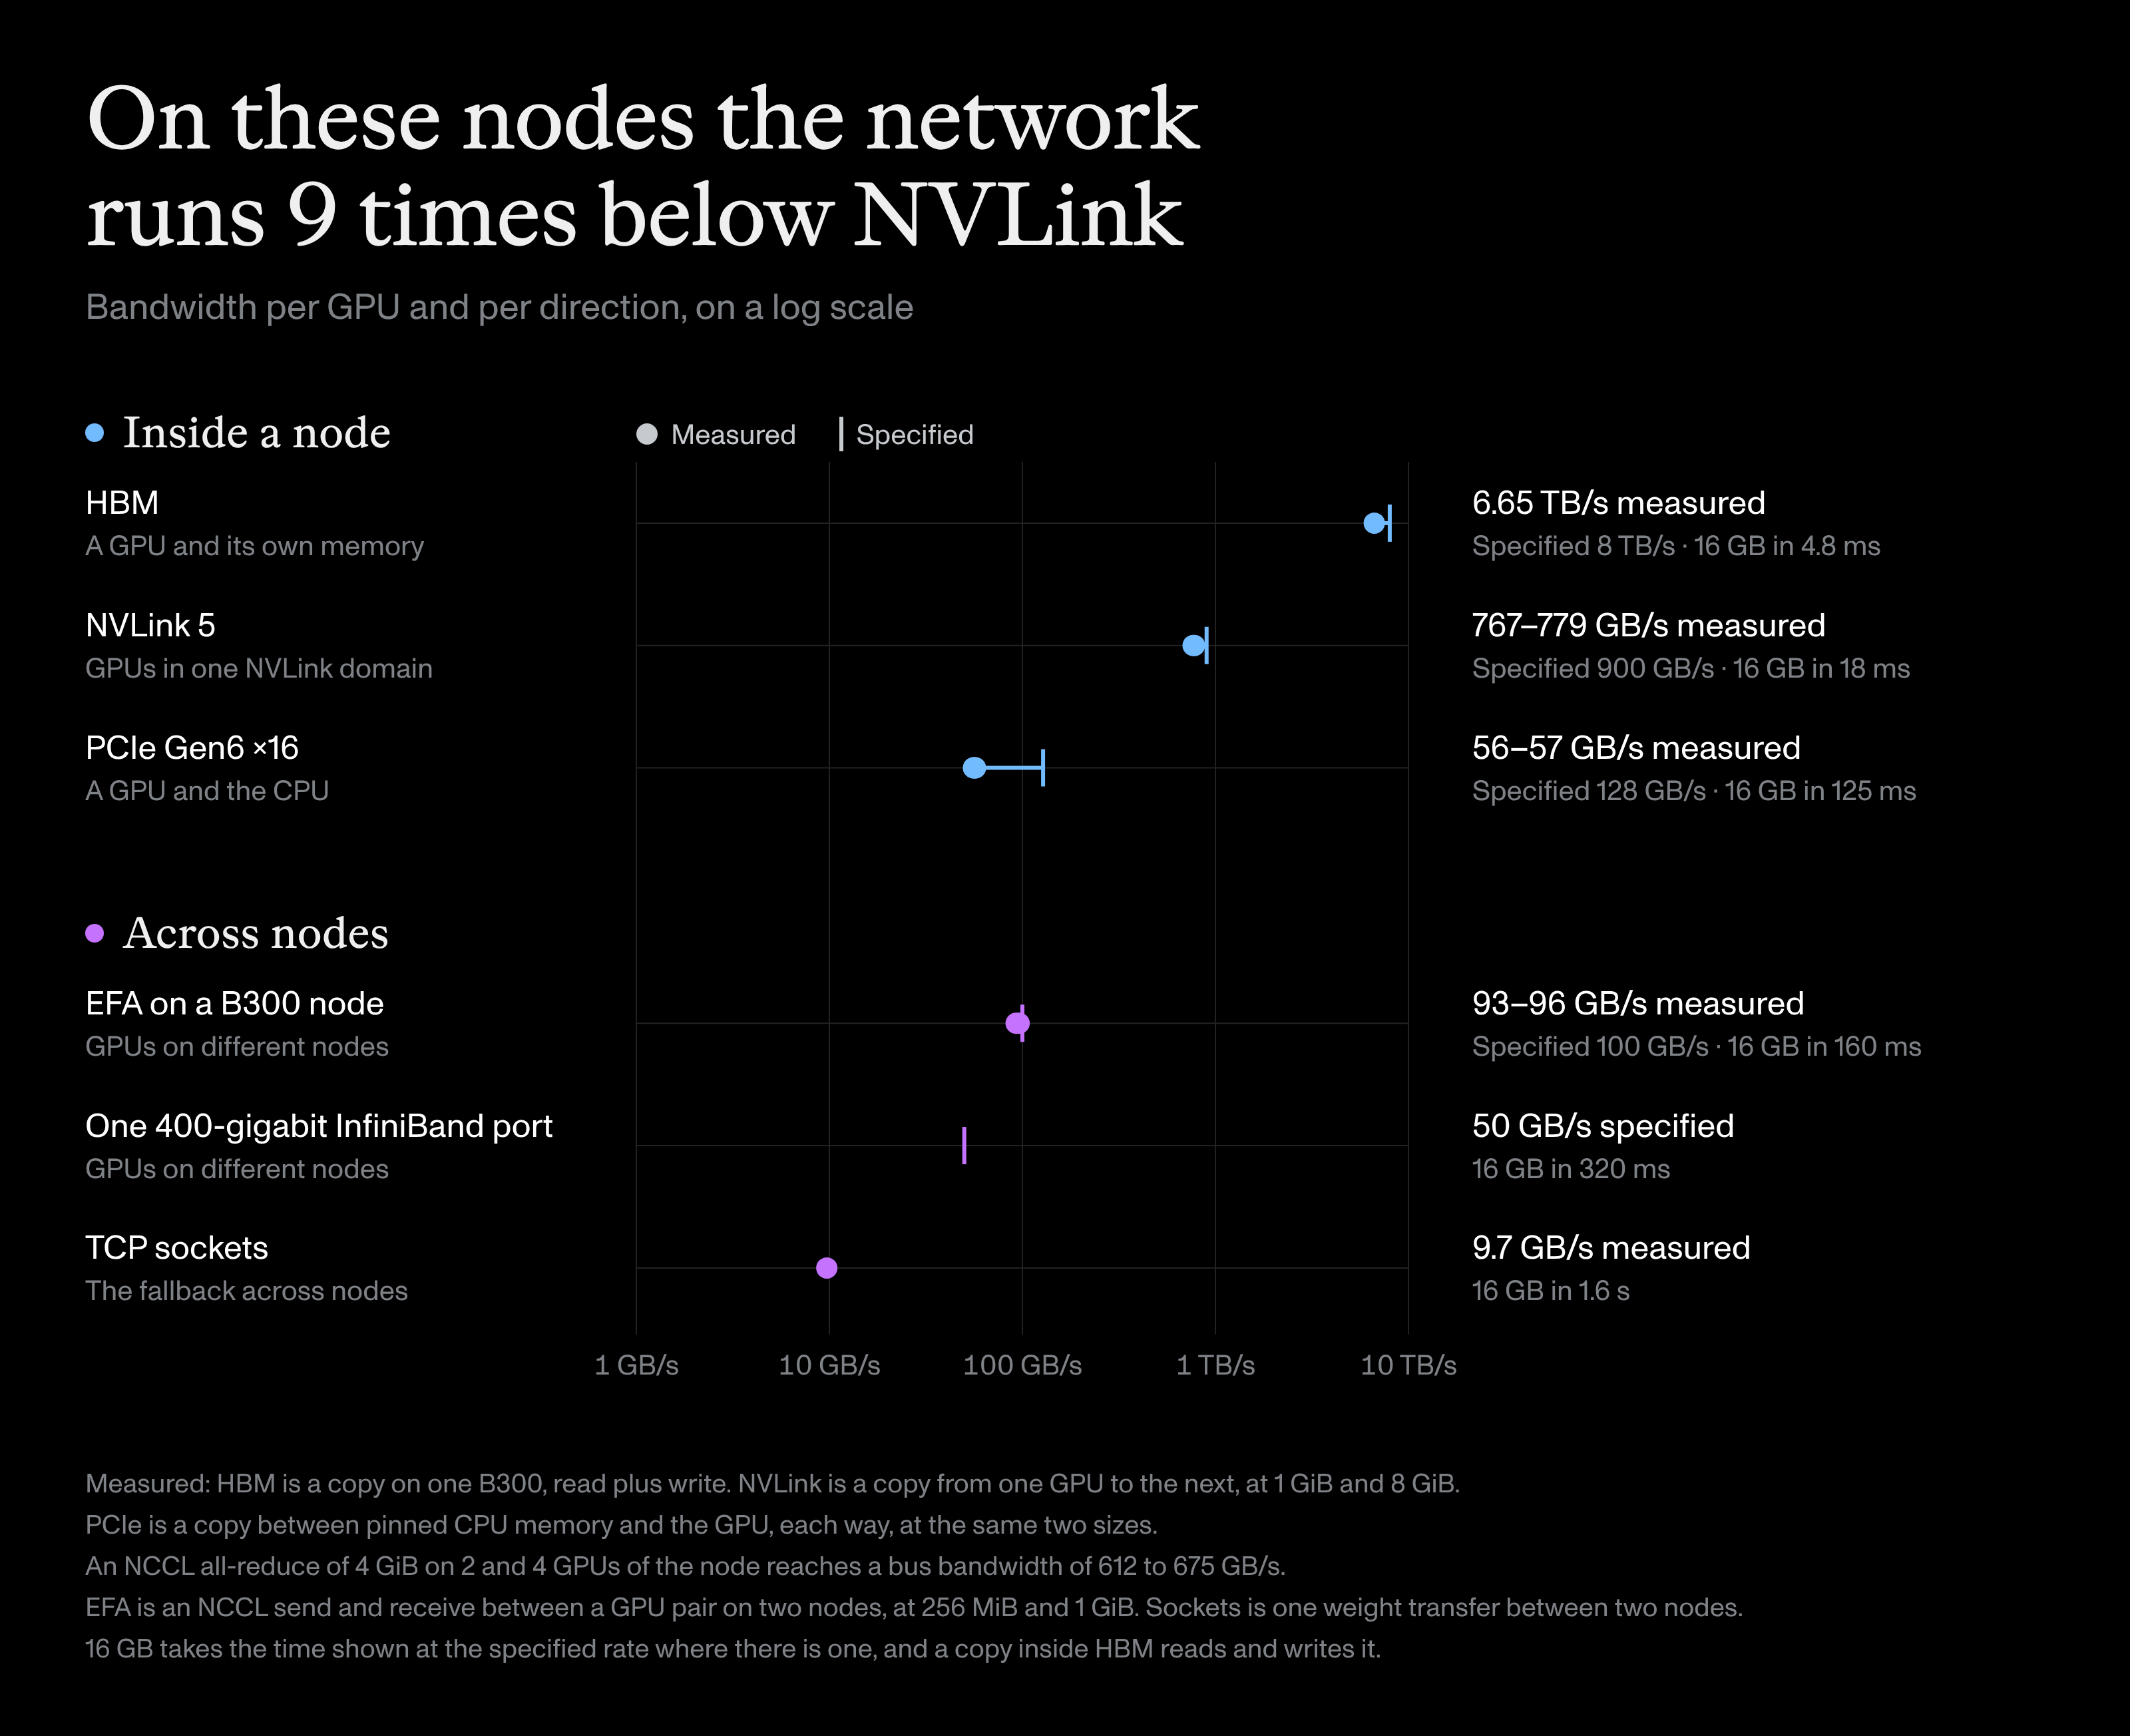 On these nodes the network
runs 9 times below NVLink
Bandwidth per GPU and per direction, on a log scale
Inside a node
Measured
Specified
HBM
A GPU and its own memory
6.65 TB/s measured
Specified 8 TB/s · 16 GB in 4.8 ms
NVLink 5
GPUs in one NVLink domain
767–779 GB/s measured
Specified 900 GB/s · 16 GB in 18 ms
PCIe Gen6 ×16
A GPU and the CPU
56–57 GB/s measured
Specified 128 GB/s · 16 GB in 125 ms
Across nodes
EFA on a B300 node
GPUs on different nodes
93–96 GB/s measured
Specified 100 GB/s · 16 GB in 160 ms
One 400-gigabit InfiniBand port
GPUs on different nodes
50 GB/s specified
16 GB in 320 ms
TCP sockets
The fallback across nodes
9.7 GB/s measured
16 GB in 1.6 s
1 GB/s
10 GB/s
100 GB/s
1 TB/s
10 TB/s
Measured: HBM is a copy on one B300, read plus write. NVLink is a copy from one GPU to the next, at 1 GiB and 8 GiB.
PCIe is a copy between pinned CPU memory and the GPU, each way, at the same two sizes.
An NCCL all-reduce of 4 GiB on 2 and 4 GPUs of the node reaches a bus bandwidth of 612 to 675 GB/s.
EFA is an NCCL send and receive between a GPU pair on two nodes, at 256 MiB and 1 GiB. Sockets is one weight transfer between two nodes.
16 GB takes the time shown at the specified rate where there is one, and a copy inside HBM reads and writes it.